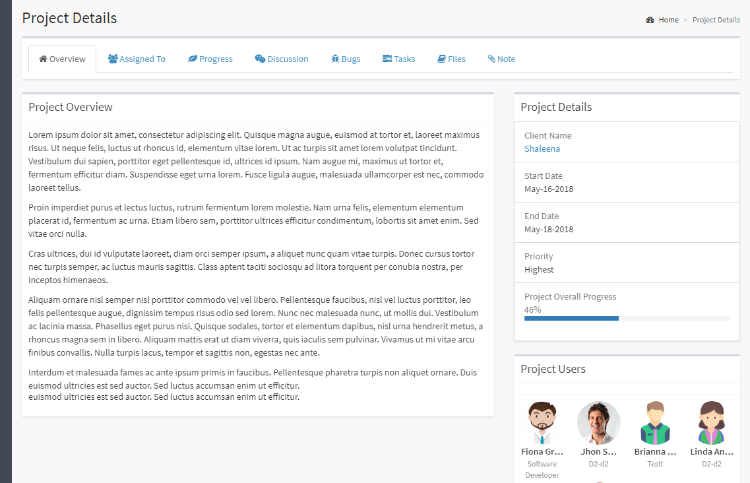 Project Details
Home > Project Details
Overview Assigned To Progress Discussion Bugs Tasks Files Note
Project Overview
Lorem ipsum dolor sit amet, consectetur adipiscing elit. Quisque magna augue, euismod at tortor et, laoreet maximus
risus. Ut neque felis, luctus ut rhoncus id, elementum vitae lorem. Ut ac turpis sit amet lorem volutpat tincidunt.
Vestibulum dui sapien, porttitor eget pellentesque id, ultrices id ipsum. Nam augue mi, maximus ut tortor et,
fermentum efficitur diam. Suspendisse eget urna lorem. Fusce ligula augue, malesuada ullamcorper est nec, commodo
laoreet tellus.
Proin imperdiet purus et lectus luctus, rutrum fermentum lorem molestie. Nam urna felis, elementum elementum
placerat id, fermentum ac urna. Etiam libero sem, porttitor ultrices efficitur condimentum, lobortis sit amet enim. Sed
vitae orci nulla.
Cras ultrices, dui id vulputate laoreet, diam orci semper ipsum, a aliquet nunc quam vitae turpis. Donec cursus tortor
nec turpis semper, ac luctus mauris sagittis. Class aptent taciti sociosqu ad litora torquent per conubia nostra, per
inceptos himenaeos.
Aliquam ornare nisl semper nisl porttitor commodo vel vel libero. Pellentesque faucibus, nisl vel luctus porttitor, leo
felis pellentesque augue, dignissim tempus risus odio sed lorem. Nunc nec malesuada nunc, ut mollis dui. Vestibulum
ac lacinia massa. Phasellus eget purus nisi. Quisque sodales, tortor et elementum dapibus, nisl urna hendrerit metus, a
rhoncus magna sem in libero. Aliquam mattis erat ut diam viverra, quis iaculis sem pulvinar. Vivamus ut mi vitae arcu
finibus convallis. Nulla turpis lacus, tempor et sagittis non, egestas nec ante.
Interdum et malesuada fames ac ante ipsum primis in faucibus. Pellentesque pharetra turpis non aliquet ornare. Duis
euismod ultricies est sed auctor. Sed luctus accumsan enim ut efficitur.
euismod ultricies est sed auctor. Sed luctus accumsan enim ut efficitur.
Project Details
Client Name
Shaleena
Start Date
May-16-2018
End Date
May-18-2018
Priority
Highest
Project Overall Progress
46%
Project Users
Fiona Gr... Jhon S... Brianna ... Linda An...
Software D2-d2 Testt D2-d2
Developer